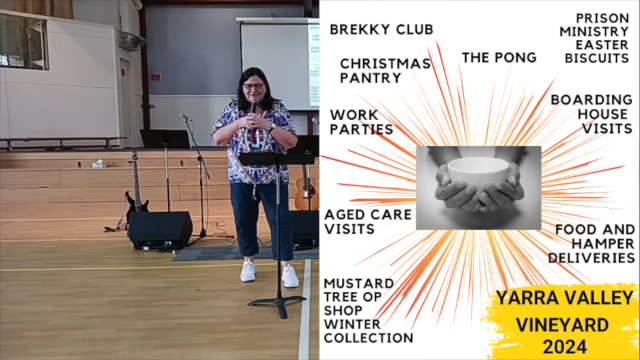 BREKKY CLUB
PRISON
MINISTRY
EASTER
BISCUITS
CHRISTMAS
PANTRY
THE PONG
WORK
PARTIES
BOARDING
HOUSE
VISITS
AGED CARE
VISITS
FOOD AND
HAMPER
DELIVERIES
MUSTARD
TREE OP
SHOP
WINTER
COLLECTION
YARRA VALLEY
VINEYARD
2024